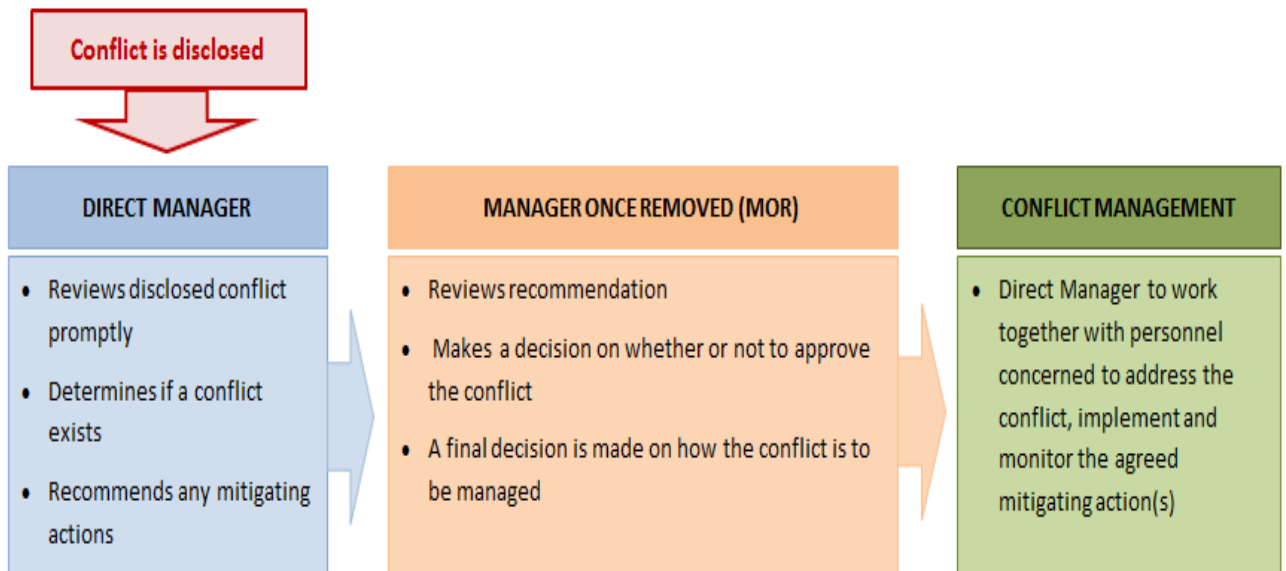 Conflict is disclosed
DIRECT MANAGER
• Reviews disclosed conflict
promptly
• Determines if a conflict
exists
• Recommends any mitigating
actions
MANAGER ONCE REMOVED (MOR)
• Reviews recommendation
• Makes a decision on whether or not to approve
the conflict
• A final decision is made on how the conflict is to
be managed
CONFLICT MANAGEMENT
• Direct Manager to work
together with personnel
concerned to address the
conflict, implement and
monitor the agreed
mitigating action(s)